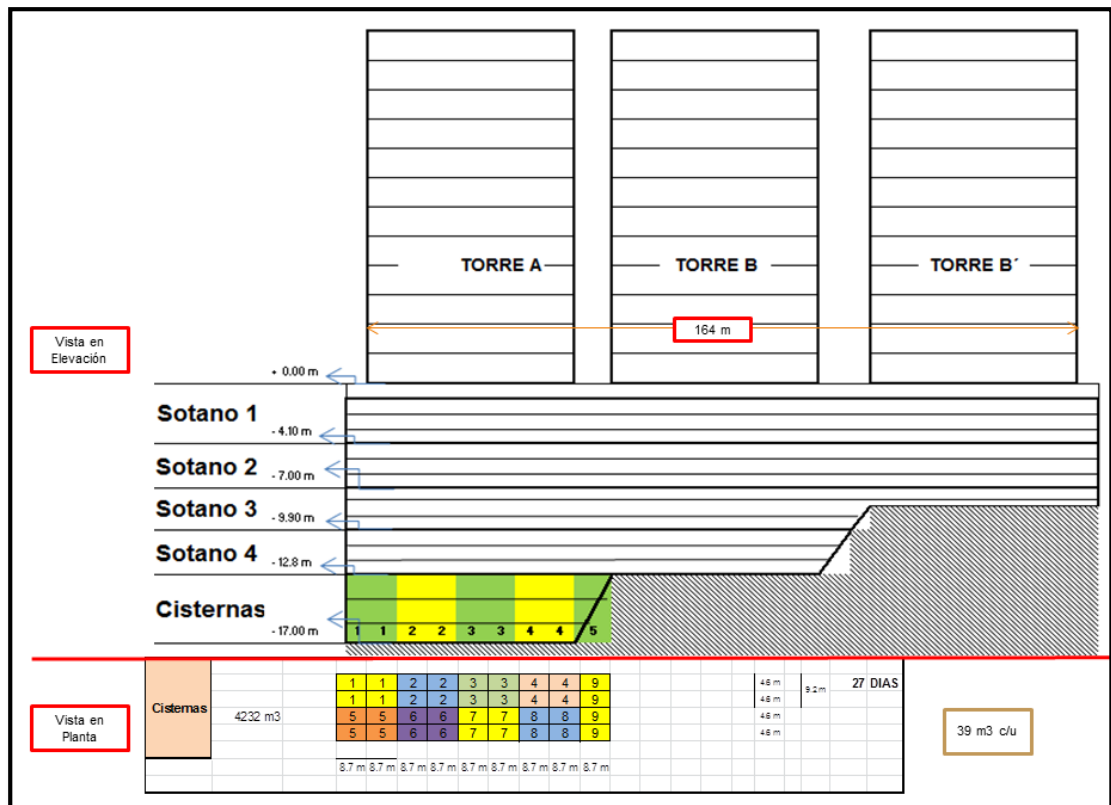 TORRE A
TORRE B
TORRE B´
164 m
Vista en
Elevación
+ 0.00 m
Sotano 1
- 4.10 m
Sotano 2
- 7.00 m
Sotano 3
- 9.90 m
Sotano 4
- 12.8 m
Cisternas
- 17.00 m
1 1 2 2 3 3 4 4 5
Vista en
Planta
Cisternas
4232 m3
1 1 2 2 3 3 4 4 9
1 1 2 2 3 3 4 4 9
5 5 6 6 7 7 8 8 9
5 5 6 6 7 7 8 8 9
8.7 m 8.7 m 8.7 m 8.7 m 8.7 m 8.7 m 8.7 m 8.7 m 8.7 m
4.6 m
4.6 m
4.6 m
4.6 m
9.2 m
27 DIAS
39 m3 c/u